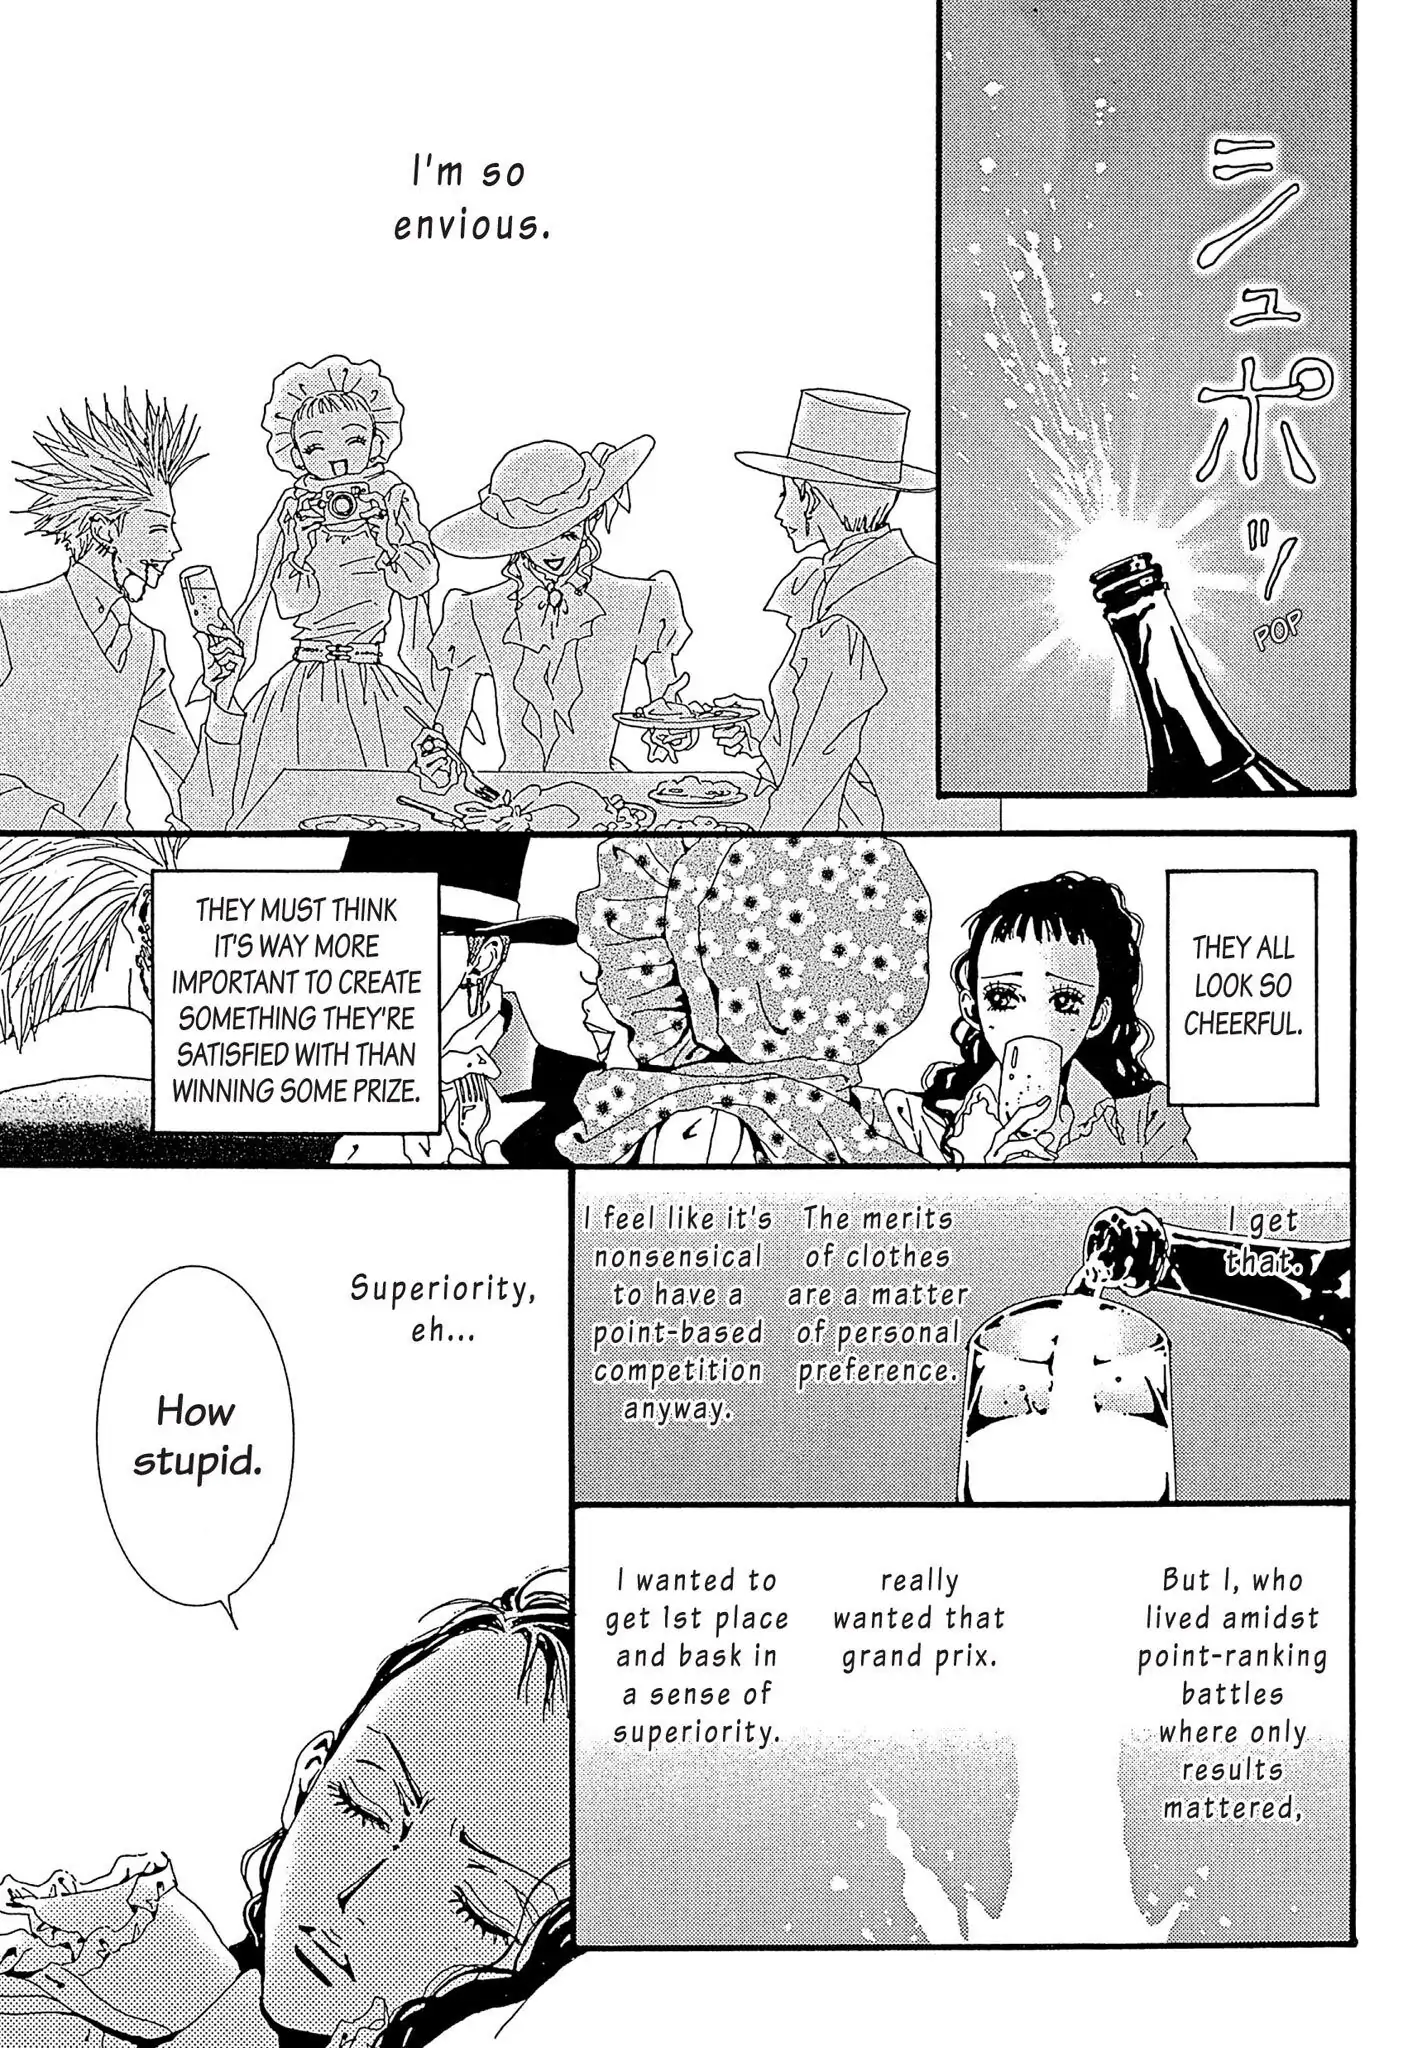 シュポッ
POP
I'm so
envious.
THEY ALL
LOOK SO
CHEERFUL.
THEY MUST THINK
IT'S WAY MORE
IMPORTANT TO CREATE
SOMETHING THEY'RE
SATISFIED WITH THAN
WINNING SOME PRIZE.
I get
that.
The merits
of clothes
are a matter
of personal
preference.
I feel like it's
nonsensical
to have a
point-based
competition
anyway.
But I, who
lived amidst
point-ranking
battles
where only
results
mattered,
really
wanted that
grand prix.
I wanted to
get 1st place
and bask in
a sense of
superiority.
Superiority,
eh...
How
stupid.